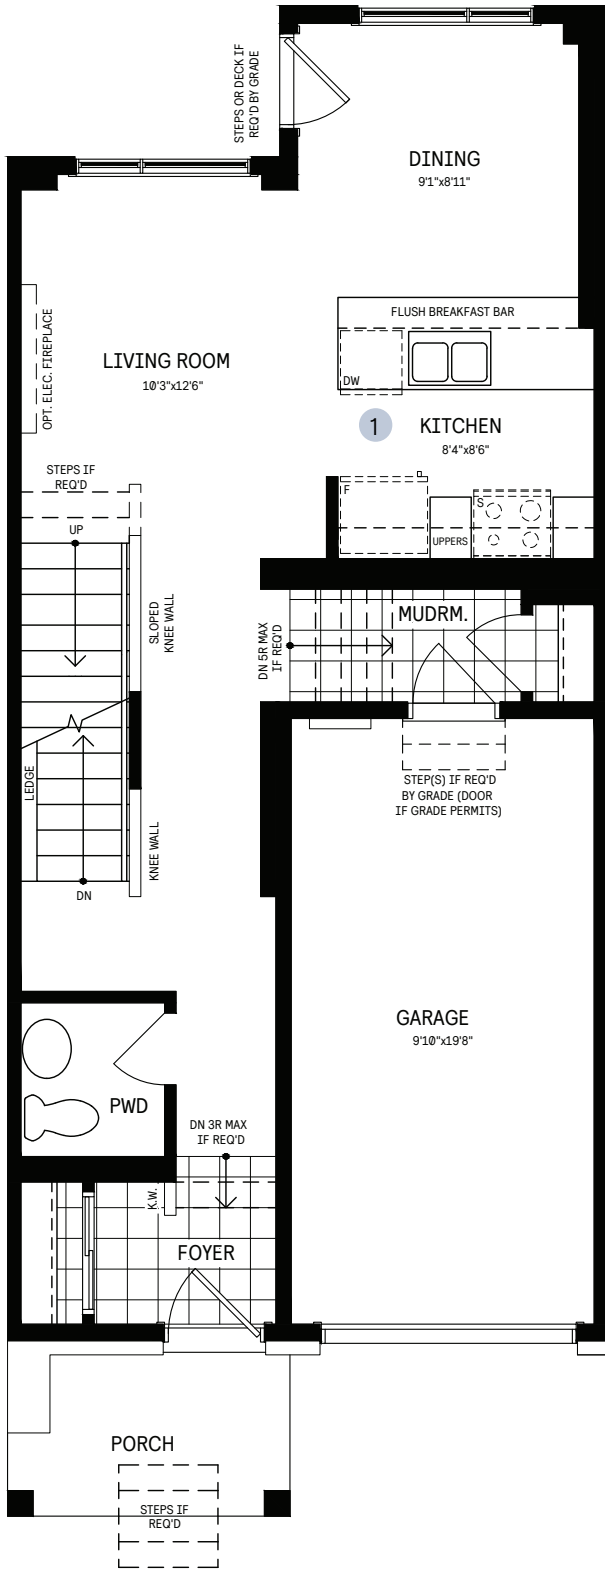 STEPS OR DECK IF
REQ'D BY GRADE
DINING
9'1"x8'11"
FLUSH BREAKFAST BAR
OPT. ELEC. FIREPLACE
LIVING ROOM
10'3"x12'6"
DW
1
KITCHEN
8'4"x8'6"
STEPS IF
REQ'D
F
S
UP
UPPERS
SLOPED
KNEE WALL
DN 5R MAX
IF REQ'D
MUDRM.
LEDGE
STEP(S) IF REQ'D
BY GRADE (DOOR
IF GRADE PERMITS)
KNEE WALL
DN
GARAGE
9'10"x19'8"
PWD
DN 3R MAX
IF REQ'D
K.W.
FOYER
PORCH
STEPS IF
REQ'D